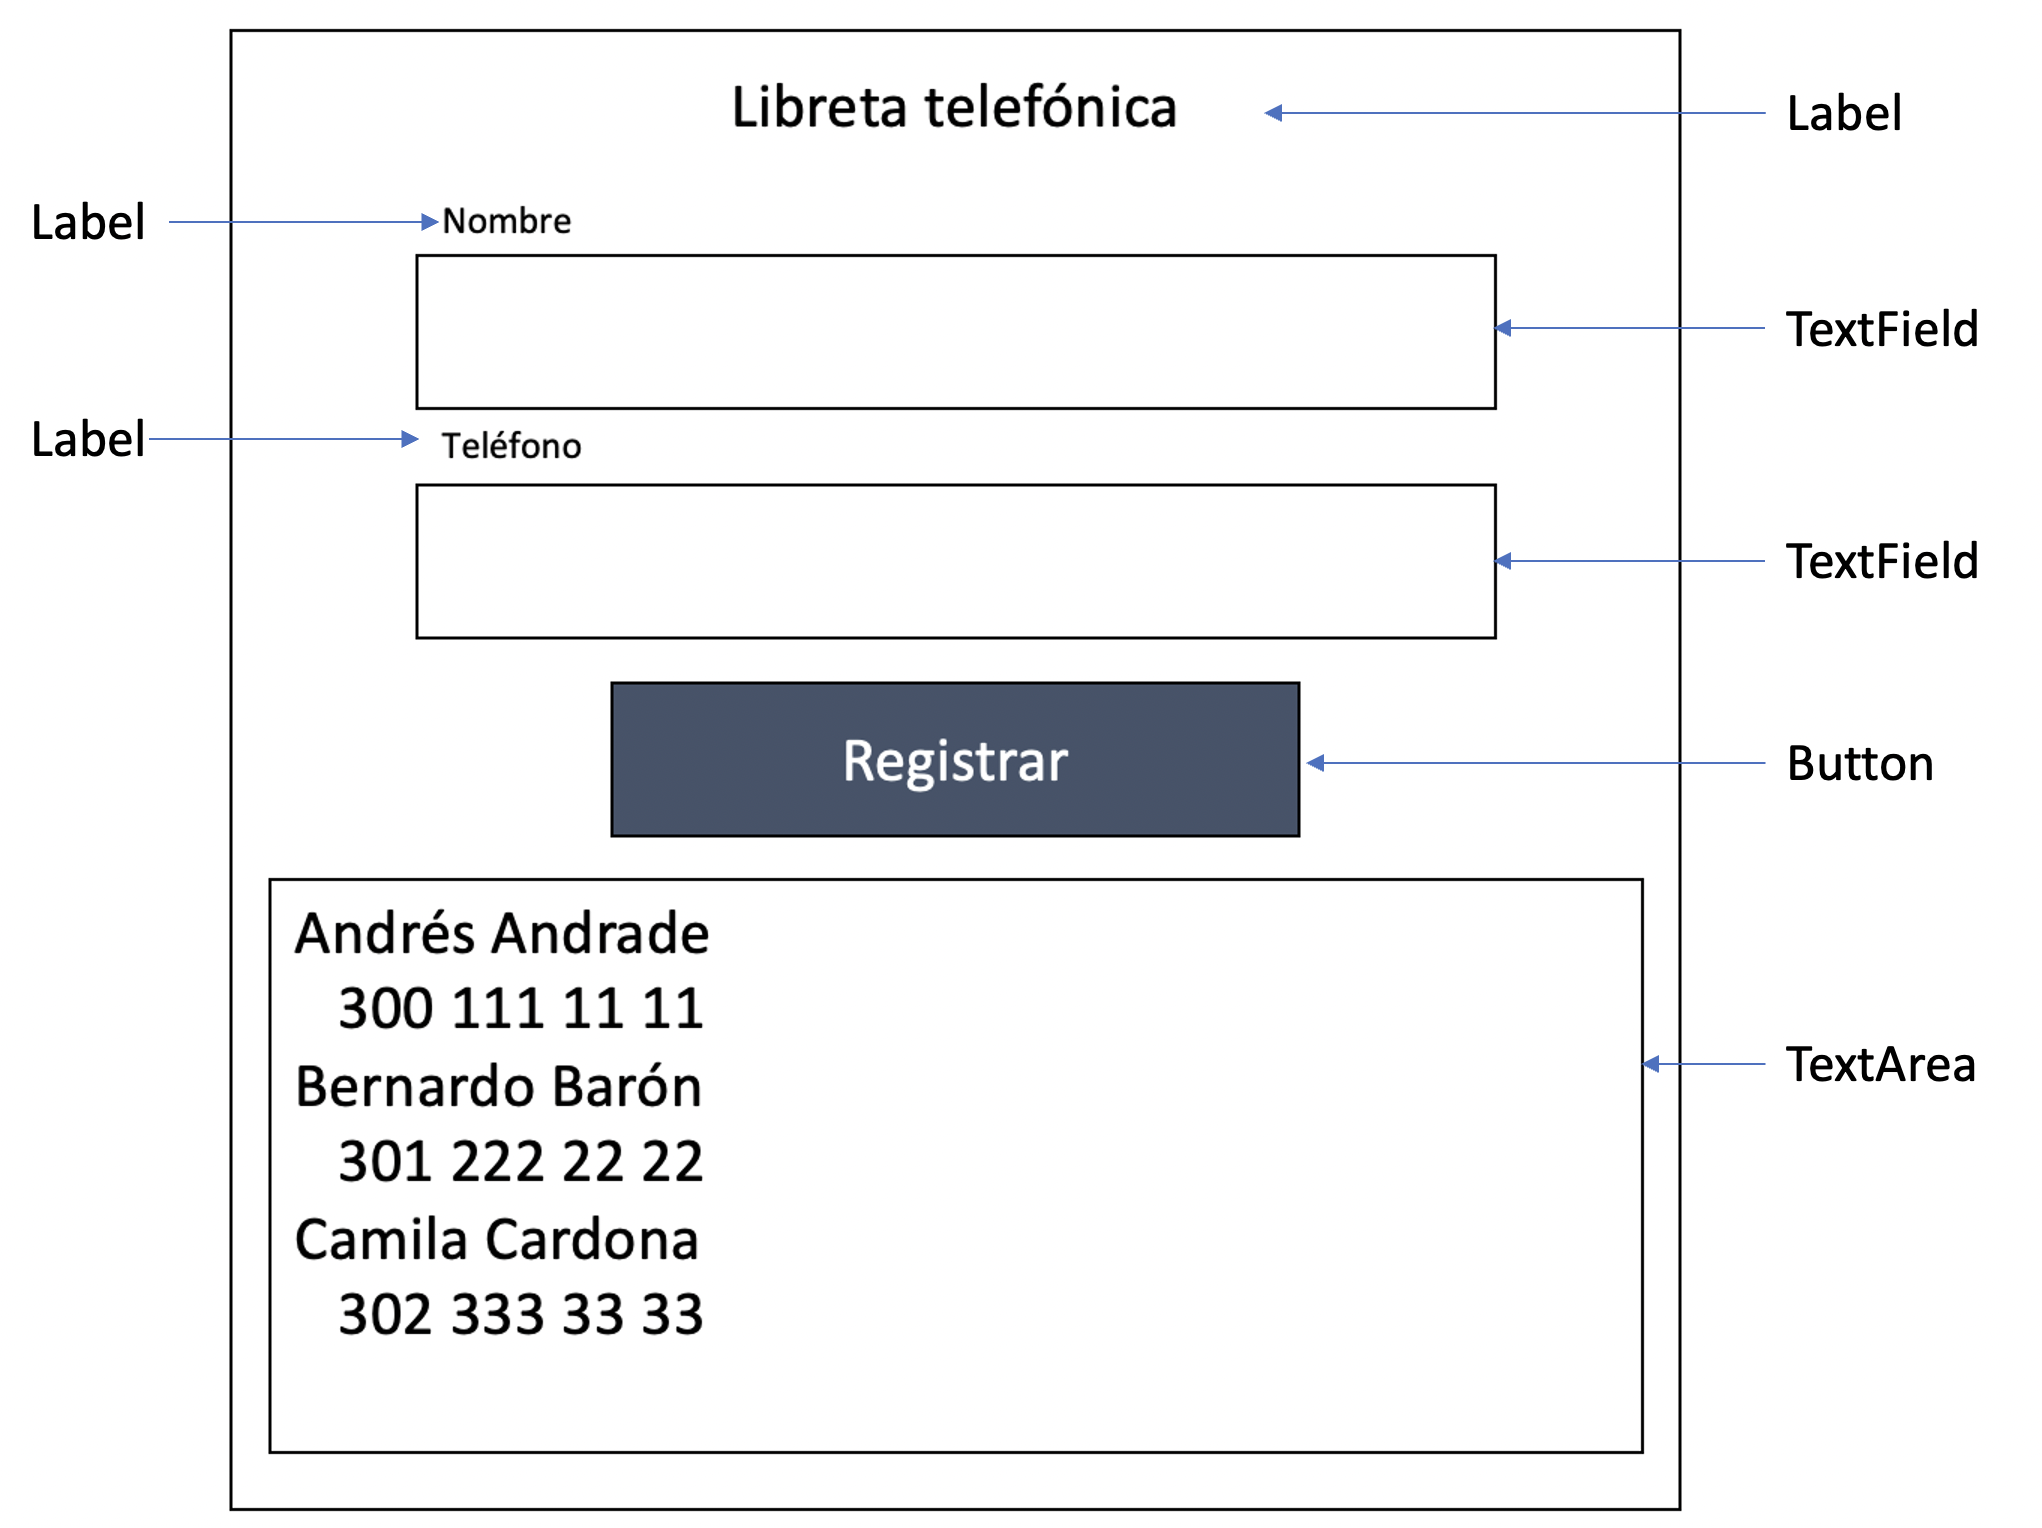 Libreta telefónica
Label
Label
Nombre
TextField
Label
Teléfono
TextField
Registrar
Button
Andrés Andrade
300 111 11 11
Bernardo Barón
301 222 22 22
Camila Cardona
302 333 33 33
TextArea